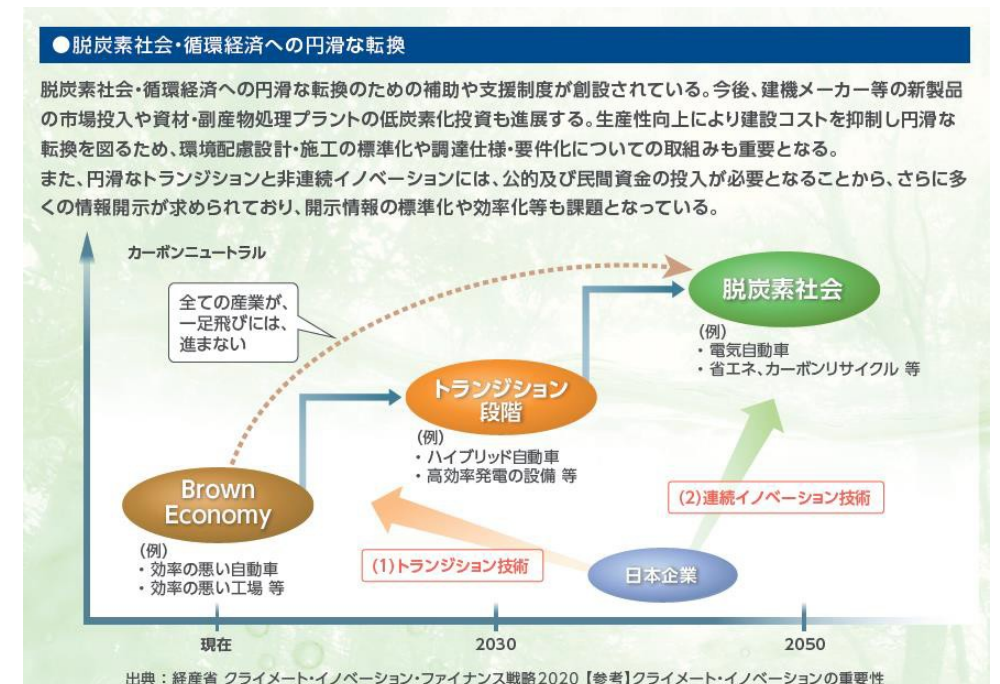 ●脱炭素社会・循環経済への円滑な転換
脱炭素社会・循環経済への円滑な転換のための補助や支援制度が創設されている。今後、建機メーカー等の新製品
の市場投入や資材・副産物処理プラントの低炭素化投資も進展する。生産性向上により建設コストを抑制し円滑な
転換を図るため、環境配慮設計・施工の標準化や調達仕様・要件化についての取組みも重要となる。
また、円滑なトランジションと非連続イノベーションには、公的及び民間資金の投入が必要となることから、さらに多
くの情報開示が求められており、開示情報の標準化や効率化等も課題となっている。
カーボンニュートラル
全ての産業が、
一足飛びには、
進まない
脱炭素社会
(例)
・電気自動車
・省エネ、カーボンリサイクル 等
トランジション
段階
(例)
・ハイブリッド自動車
・高効率発電の設備 等
Brown
Economy
(例)
・効率の悪い自動車
・効率の悪い工場 等
(2)連続イノベーション技術
(1)トランジション技術
日本企業
現在
2030
2050
出典：経産省 クライメート・イノベーション・ファイナンス戦略2020 【参考】クライメート・イノベーションの重要性